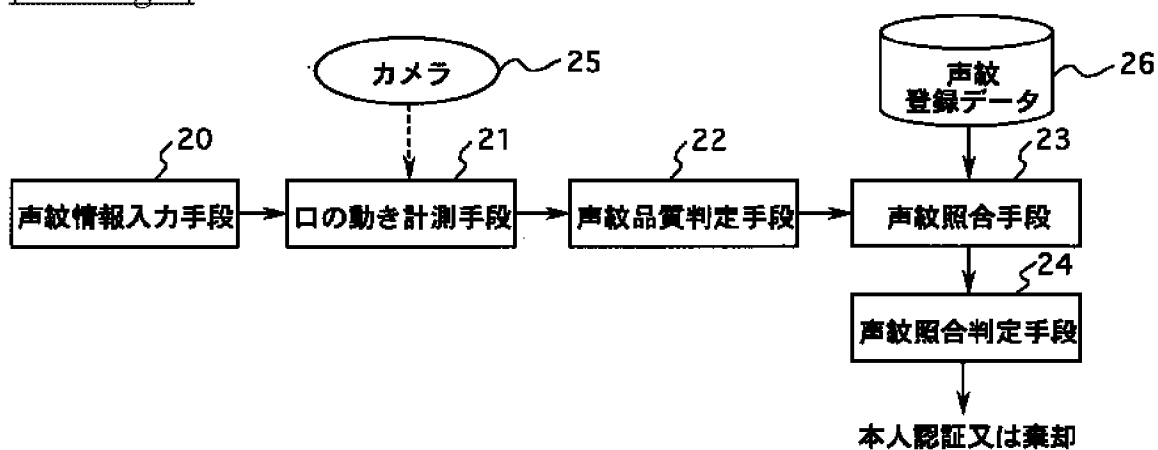 カメラ
25
声紋
登録データ
26
20
21
22
23
声紋情報入力手段
口の動き計測手段
声紋品質判定手段
声紋照合手段
24
声紋照合判定手段
本人認証又は棄却